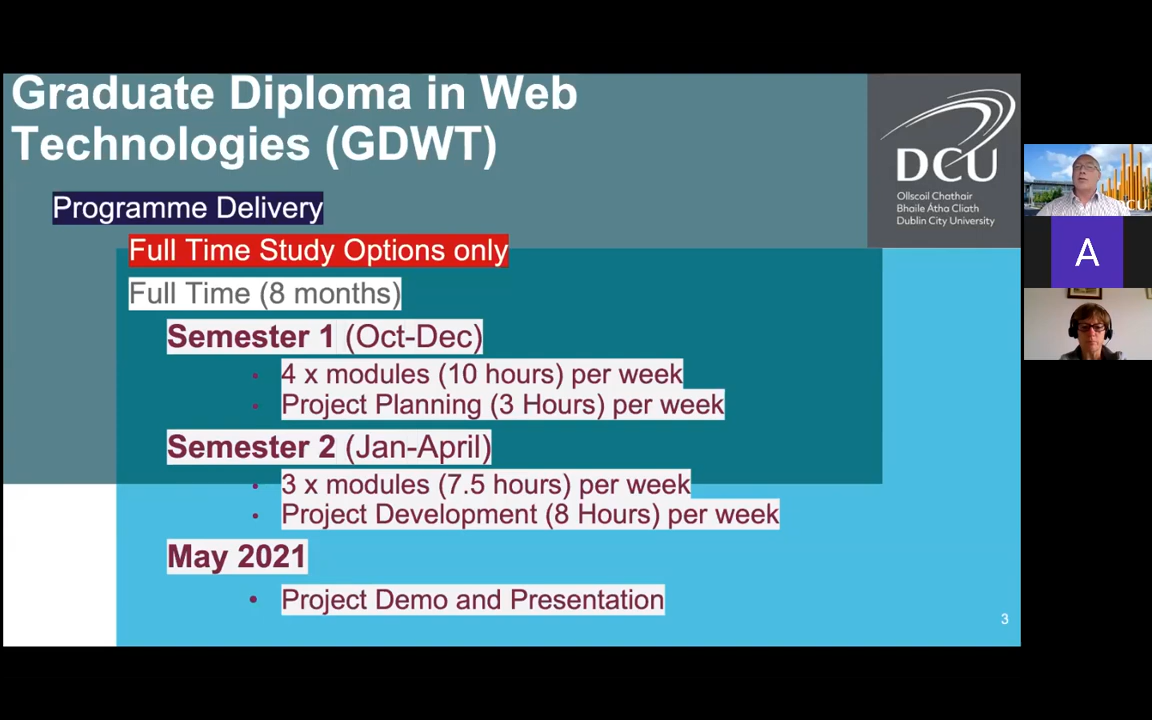 Graduate Diploma in Web
Technologies (GDWT)
DCU
Ollscoil Chathair
Bhaile Átha Cliath
Dublin City University
Programme Delivery
Full Time Study Options only
Full Time (8 months)
Semester 1 (Oct-Dec)
4 x modules (10 hours) per week
Project Planning (3 Hours) per week
Semester 2 (Jan-April)
3 x modules (7.5 hours) per week
Project Development (8 Hours) per week
May 2021
Project Demo and Presentation
3
DCU
A